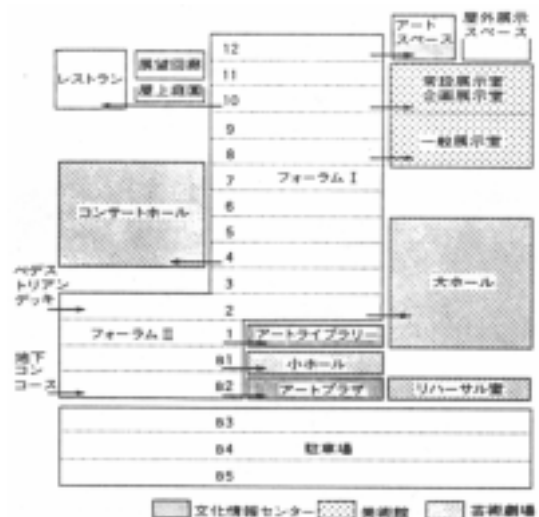 アート
スペース
屋外展示
スペース
レストラン
展望回廊
屋上庭園
常設展示室
企画展示室
一般展示室
コンサートホール
フォーラムⅠ
大ホール
ペデス
トリアン
デッキ
フォーラムⅡ
アートライブラリー
小ホール
アートプラザ
リハーサル室
地下
コン
コース
12
11
10
9
8
7
6
5
4
3
2
1
B1
B2
B3
B4
B5
駐車場
文化情報センター
美術館
芸術劇場